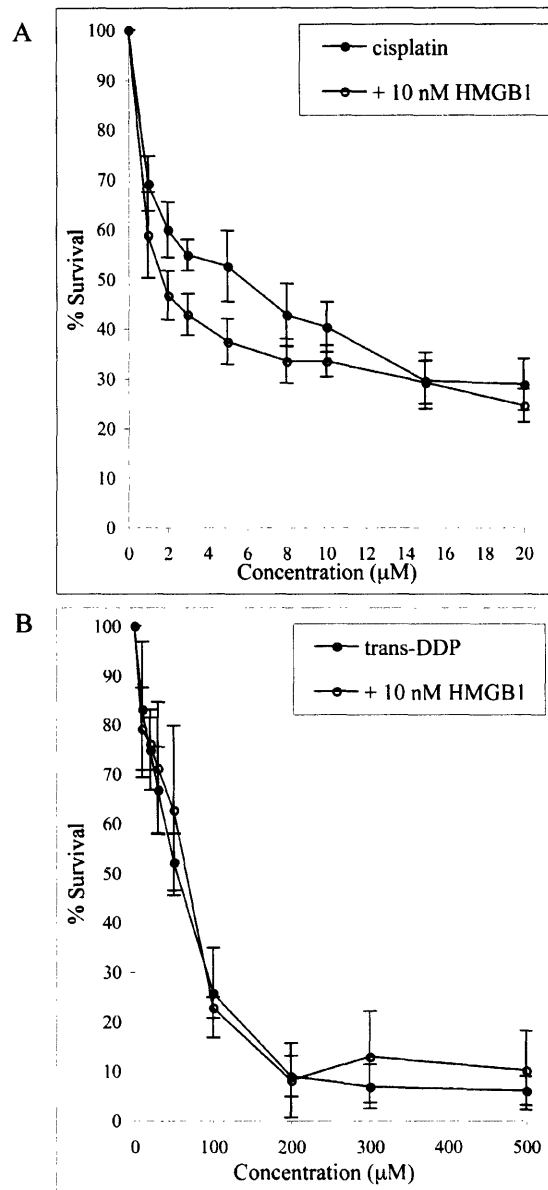 A
cisplatin
+ 10 nM HMGB1
% Survival
100
90
80
70
60
50
40
30
20
10
0
0 2 4 6 8 10 12 14 16 18 20
Concentration (µM)
B
trans-DDP
+ 10 nM HMGB1
% Survival
100
90
80
70
60
50
40
30
20
10
0
0 100 200 300 400 500
Concentration (µM)